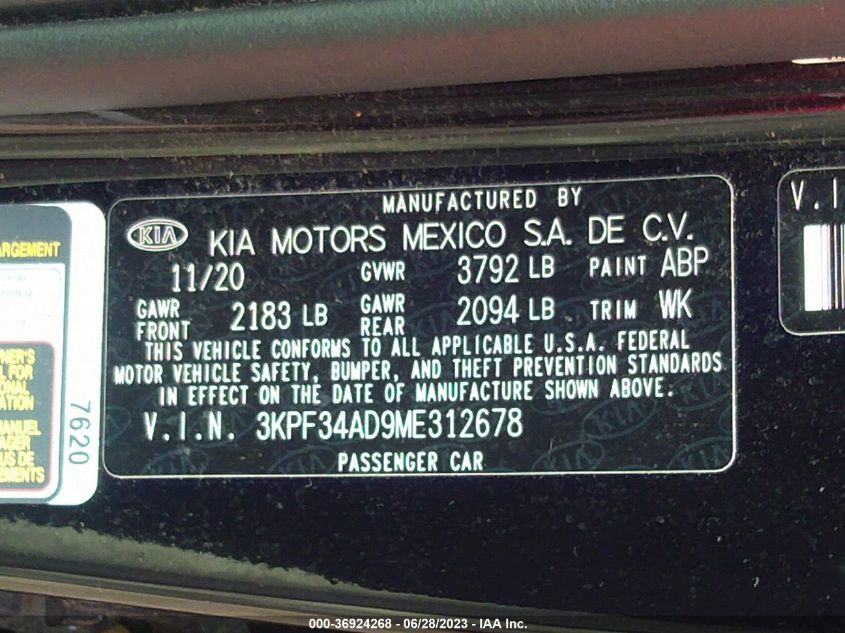 MANUFACTURED BY
KIA KIA MOTORS MEXICO S.A. DE C.V.
11/20 GVWR 3792 LB PAINT ABP
GAWR FRONT 2183 LB GAWR REAR 2094 LB TRIM WK
THIS VEHICLE CONFORMS TO ALL APPLICABLE U.S.A. FEDERAL
MOTOR VEHICLE SAFETY, BUMPER, AND THEFT PREVENTION STANDARDS
IN EFFECT ON THE DATE OF MANUFACTURE SHOWN ABOVE.
V.I.N. 3KPF34AD9ME312678
PASSENGER CAR
7620
V.I
000-36924268 - 06/28/2023 - Copyright © 2023 - IAA, Inc.